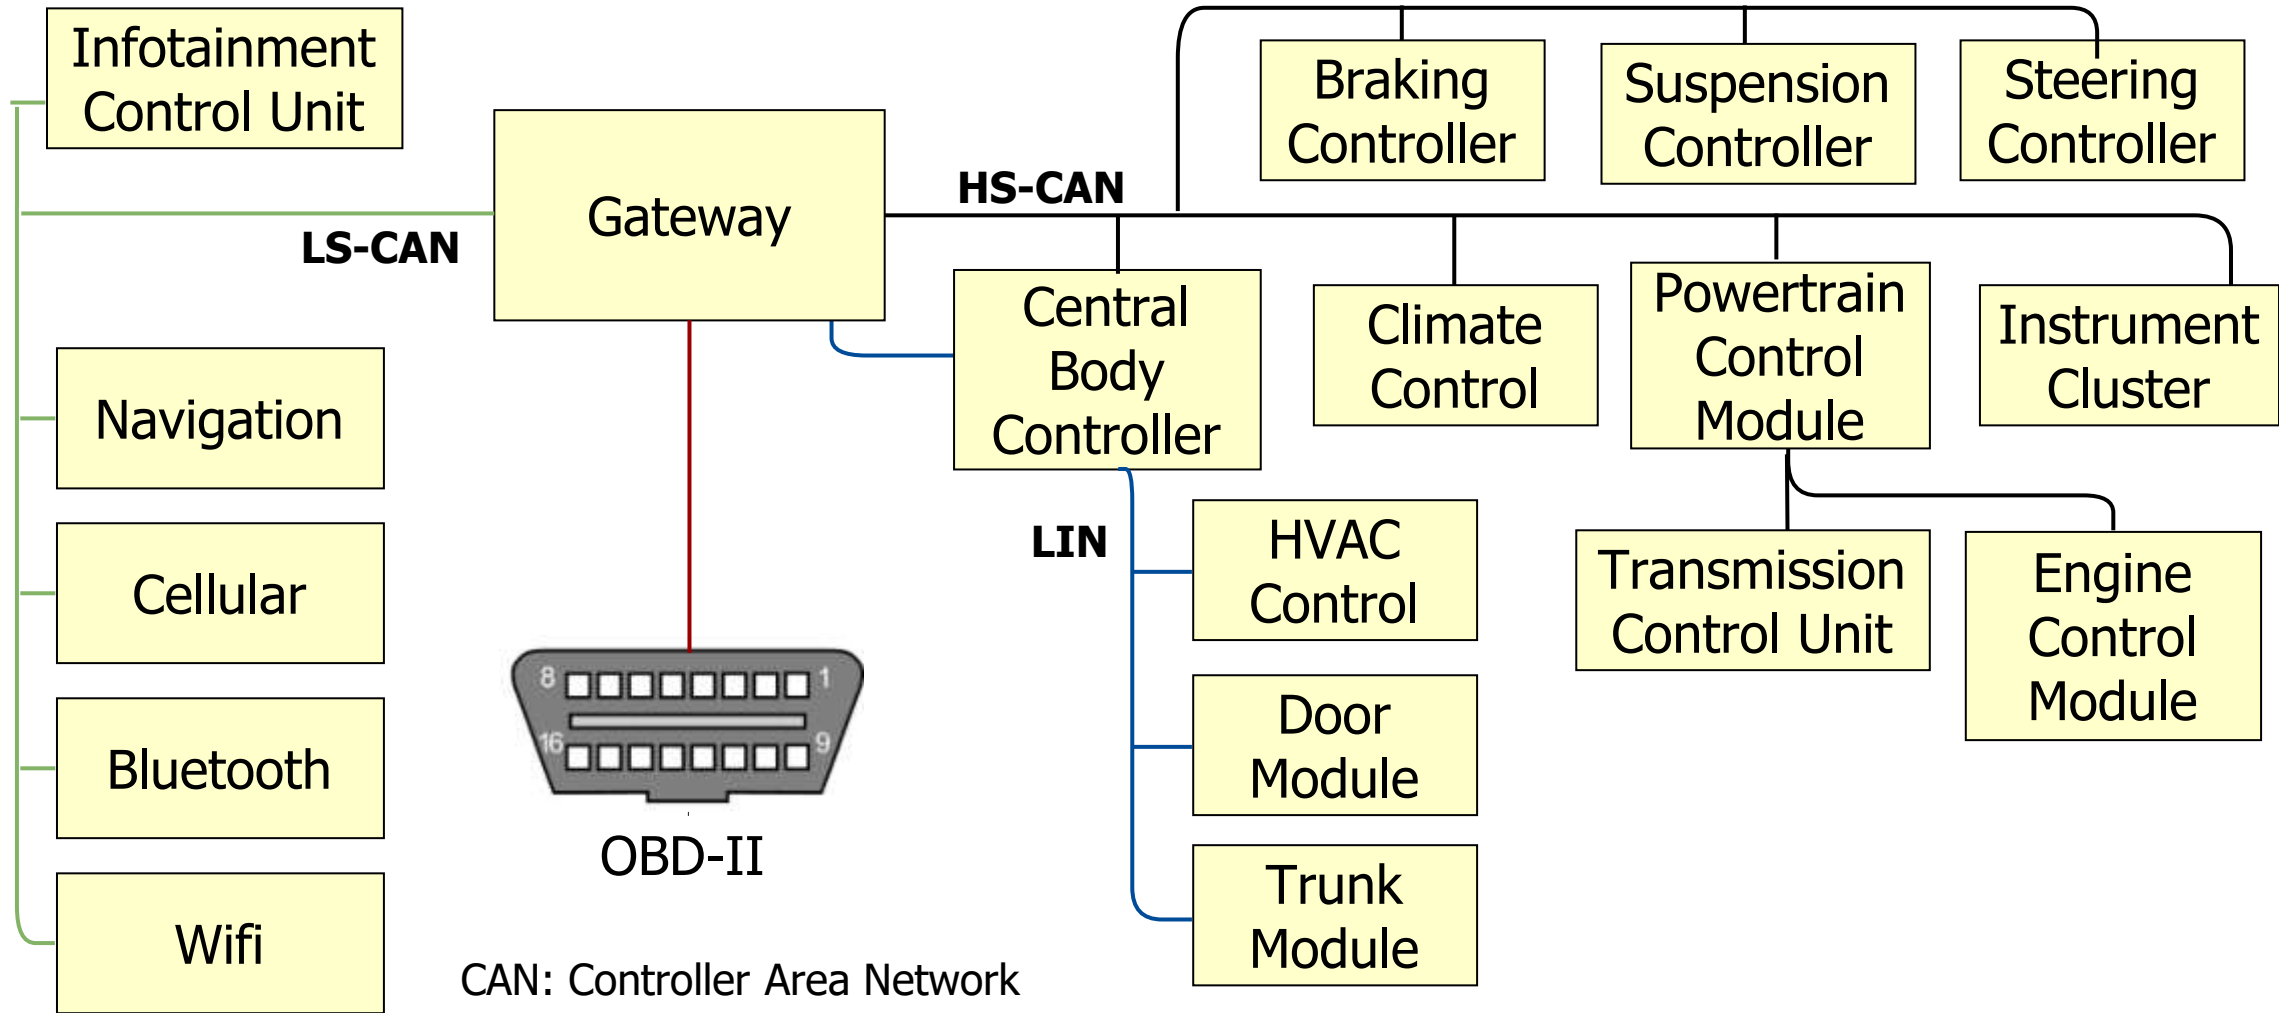 Infotainment
Control Unit
Gateway
LS-CAN
HS-CAN
Braking
Controller
Suspension
Controller
Steering
Controller
Central
Body
Controller
Climate
Control
Powertrain
Control
Module
Instrument
Cluster
Navigation
Cellular
Bluetooth
Wifi
LIN
HVAC
Control
Door
Module
Trunk
Module
Transmission
Control Unit
Engine
Control
Module
8 1
16 9
OBD-II
CAN: Controller Area Network